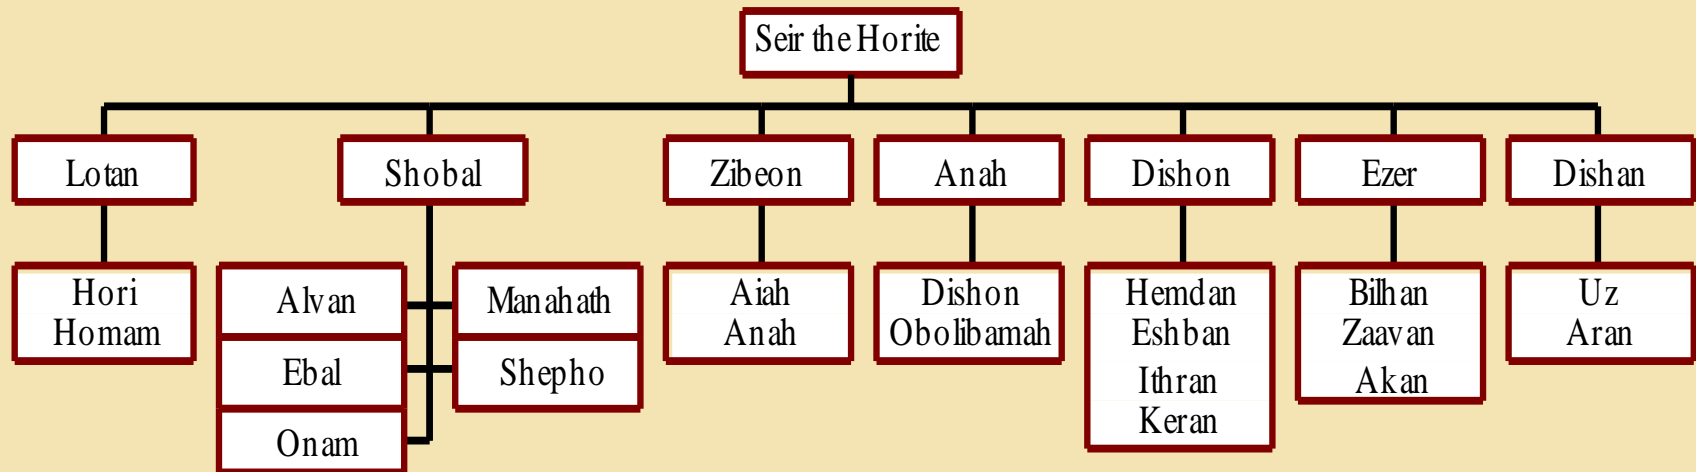 Seir the Horite
Lotan
Shobal
Zibeon
Anah
Dishon
Ezer
Dishan
Hori
Homam
Alvan
Manahath
Ebal
Shepho
Onam
Aiah
Anah
Dishon
Obolibamah
Hemdan
Eshban
Ithran
Keran
Bilhan
Zaavan
Akan
Uz
Aran